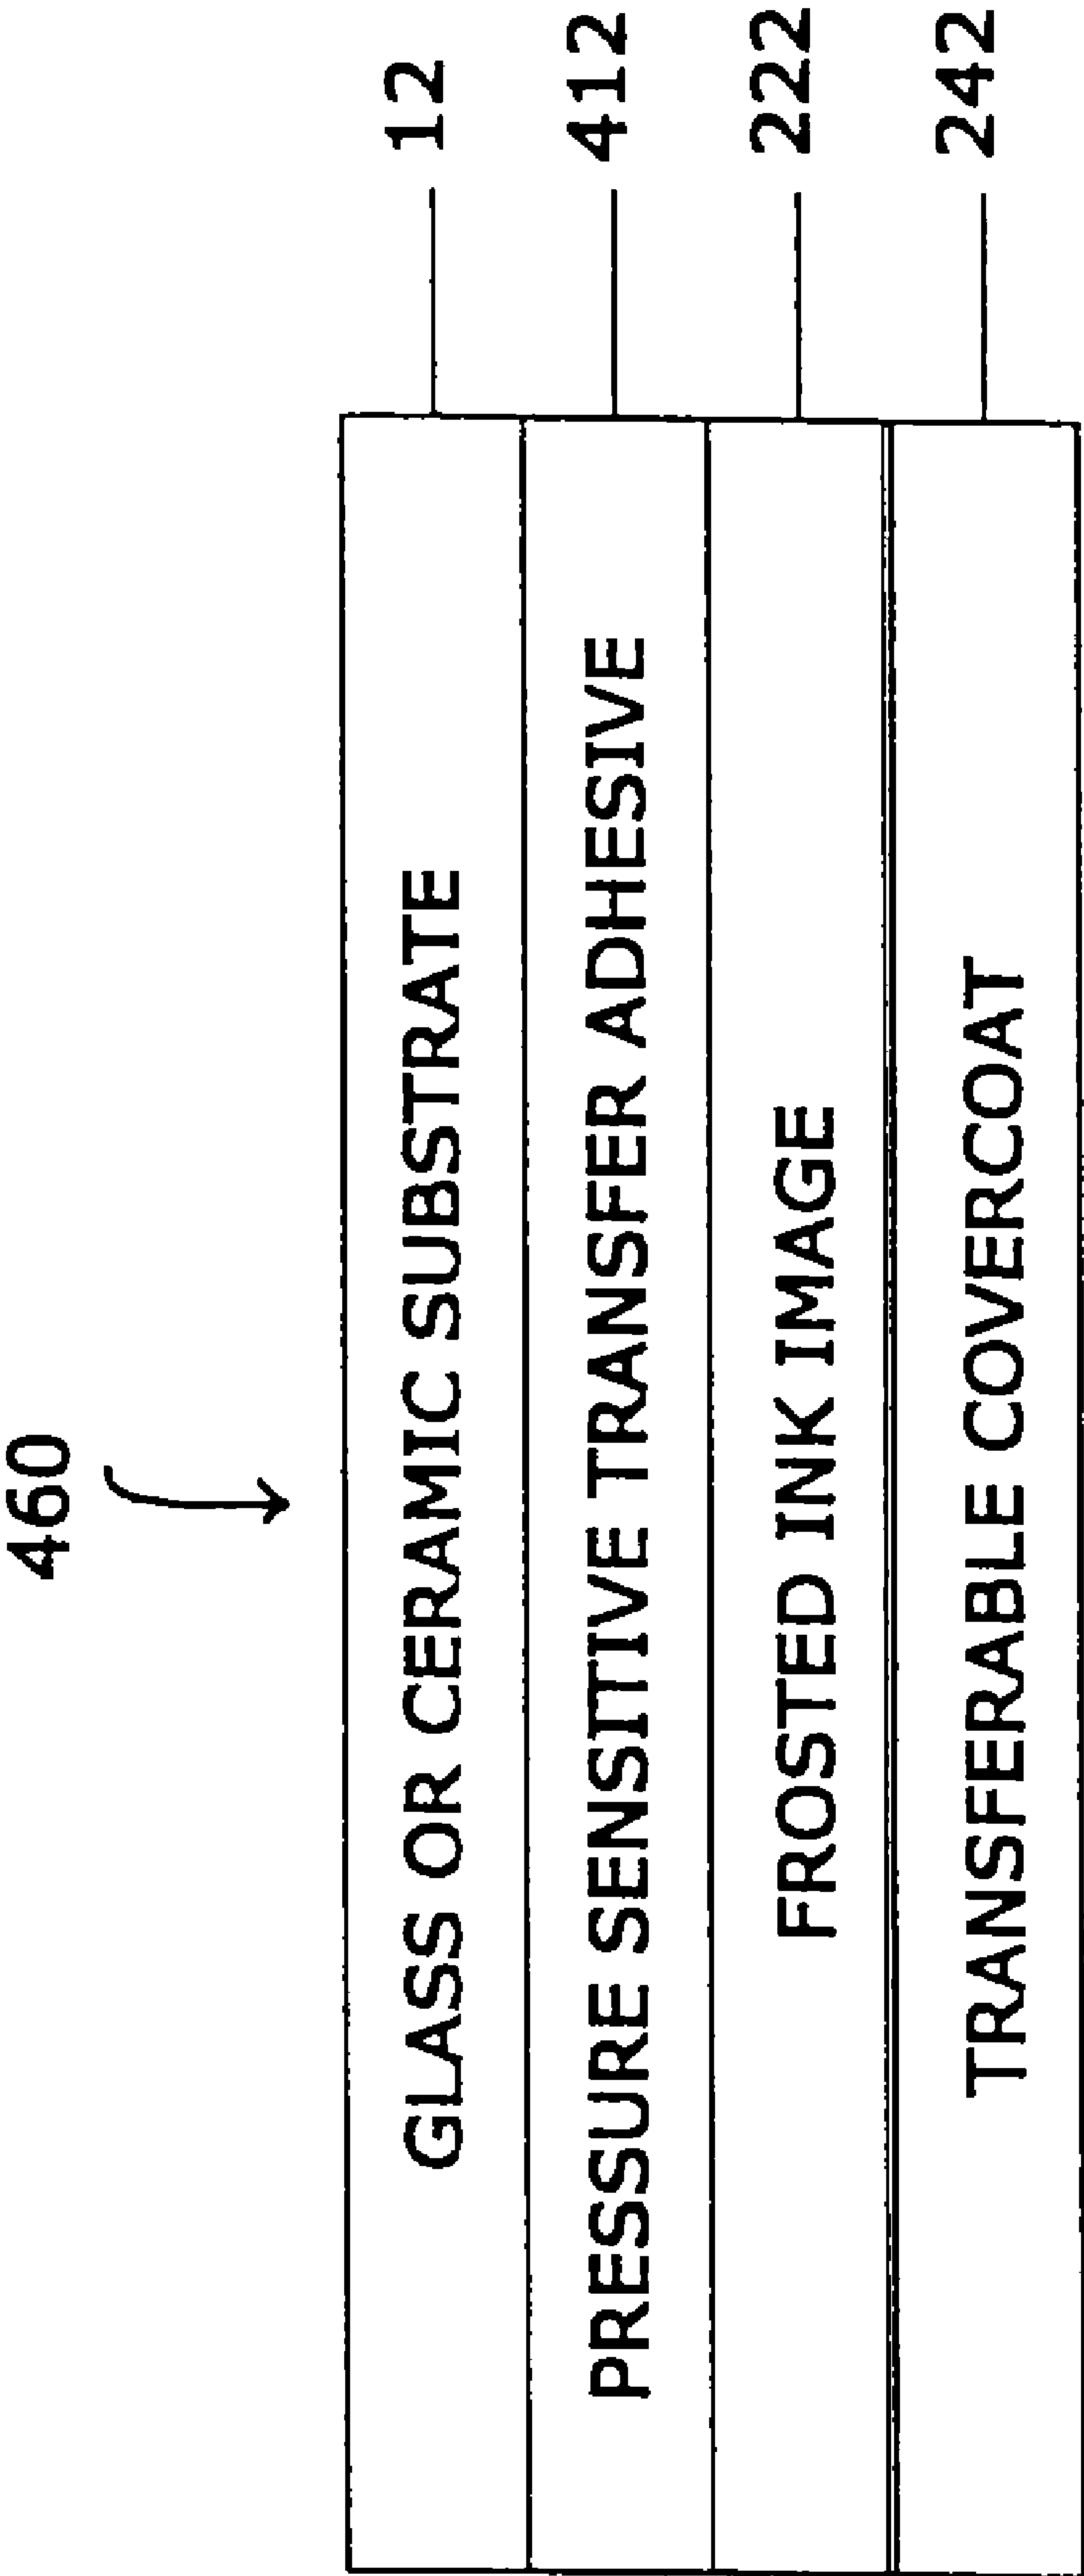 460
GLASS OR CERAMIC SUBSTRATE 12
PRESSURE SENSITIVE TRANSFER ADHESIVE 412
FROSTED INK IMAGE 222
TRANSFERABLE COVERCOAT 242